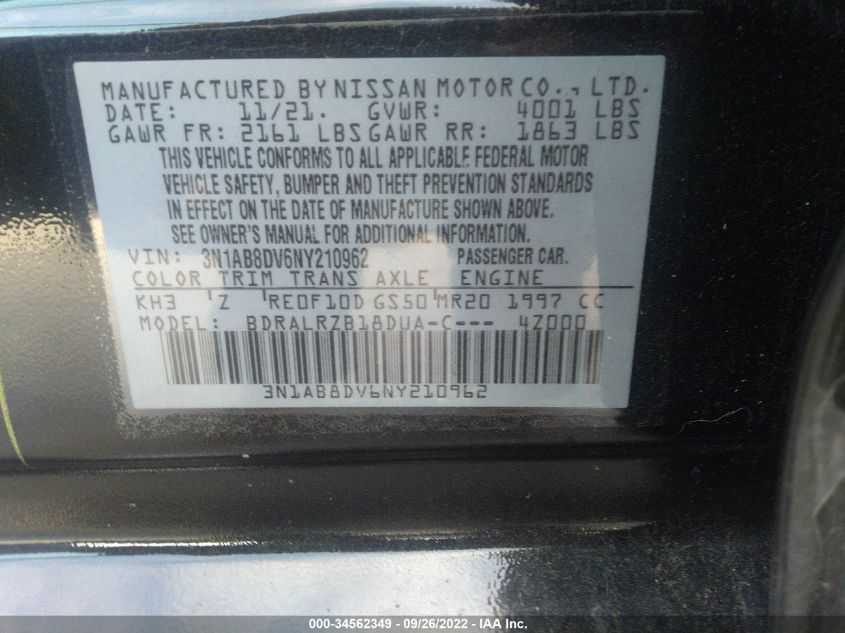 MANUFACTURED BY NISSAN MOTOR CO., LTD.
DATE: 11/21. GVWR: 4001 LBS
GAWR FR: 2161 LBS GAWR RR: 1863 LBS
THIS VEHICLE CONFORMS TO ALL APPLICABLE FEDERAL MOTOR
VEHICLE SAFETY, BUMPER AND THEFT PREVENTION STANDARDS
IN EFFECT ON THE DATE OF MANUFACTURE SHOWN ABOVE.
SEE OWNER'S MANUAL FOR ADDITIONAL INFORMATION.
VIN: 3N1AB8DV6NY210962 PASSENGER CAR.
COLOR TRIM TRANS AXLE ENGINE
KH3 'Z 'RE0F10D GS50 MR20 1997 CC
MODEL: BDRALRZB18DUA-C--- 4Z000
3N1AB8DV6NY210962
000-34562349 - 09/26/2022 - IAA Inc.